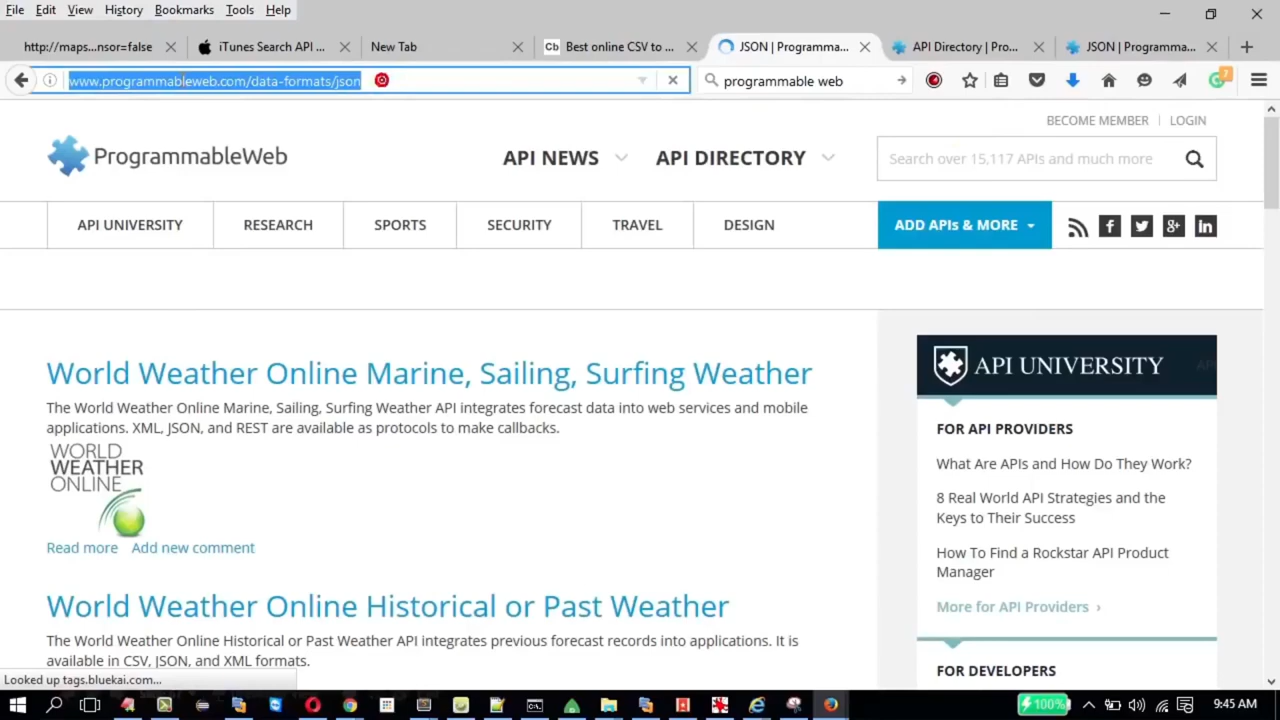 File Edit View History Bookmarks Tools Help
http://maps...nsor=false iTunes Search API ... New Tab Cb Best online CSV to ... JSON | Programma... API Directory | Pro... JSON | Programma...
www.programmableweb.com/data-formats/json programmable web 7
BECOME MEMBER | LOGIN
ProgrammableWeb API NEWS API DIRECTORY Search over 15,117 APIs and much more
API UNIVERSITY RESEARCH SPORTS SECURITY TRAVEL DESIGN ADD APIs & MORE
World Weather Online Marine, Sailing, Surfing Weather
The World Weather Online Marine, Sailing, Surfing Weather API integrates forecast data into web services and mobile
applications. XML, JSON, and REST are available as protocols to make callbacks.
WORLD
WEATHER
ONLINE
Read more Add new comment
World Weather Online Historical or Past Weather
The World Weather Online Historical or Past Weather API integrates previous forecast records into applications. It is
available in CSV, JSON, and XML formats.
API UNIVERSITY
FOR API PROVIDERS
What Are APIs and How Do They Work?
8 Real World API Strategies and the
Keys to Their Success
How To Find a Rockstar API Product
Manager
More for API Providers ›
FOR DEVELOPERS
Looked up tags.bluekai.com...
100% 9:45 AM